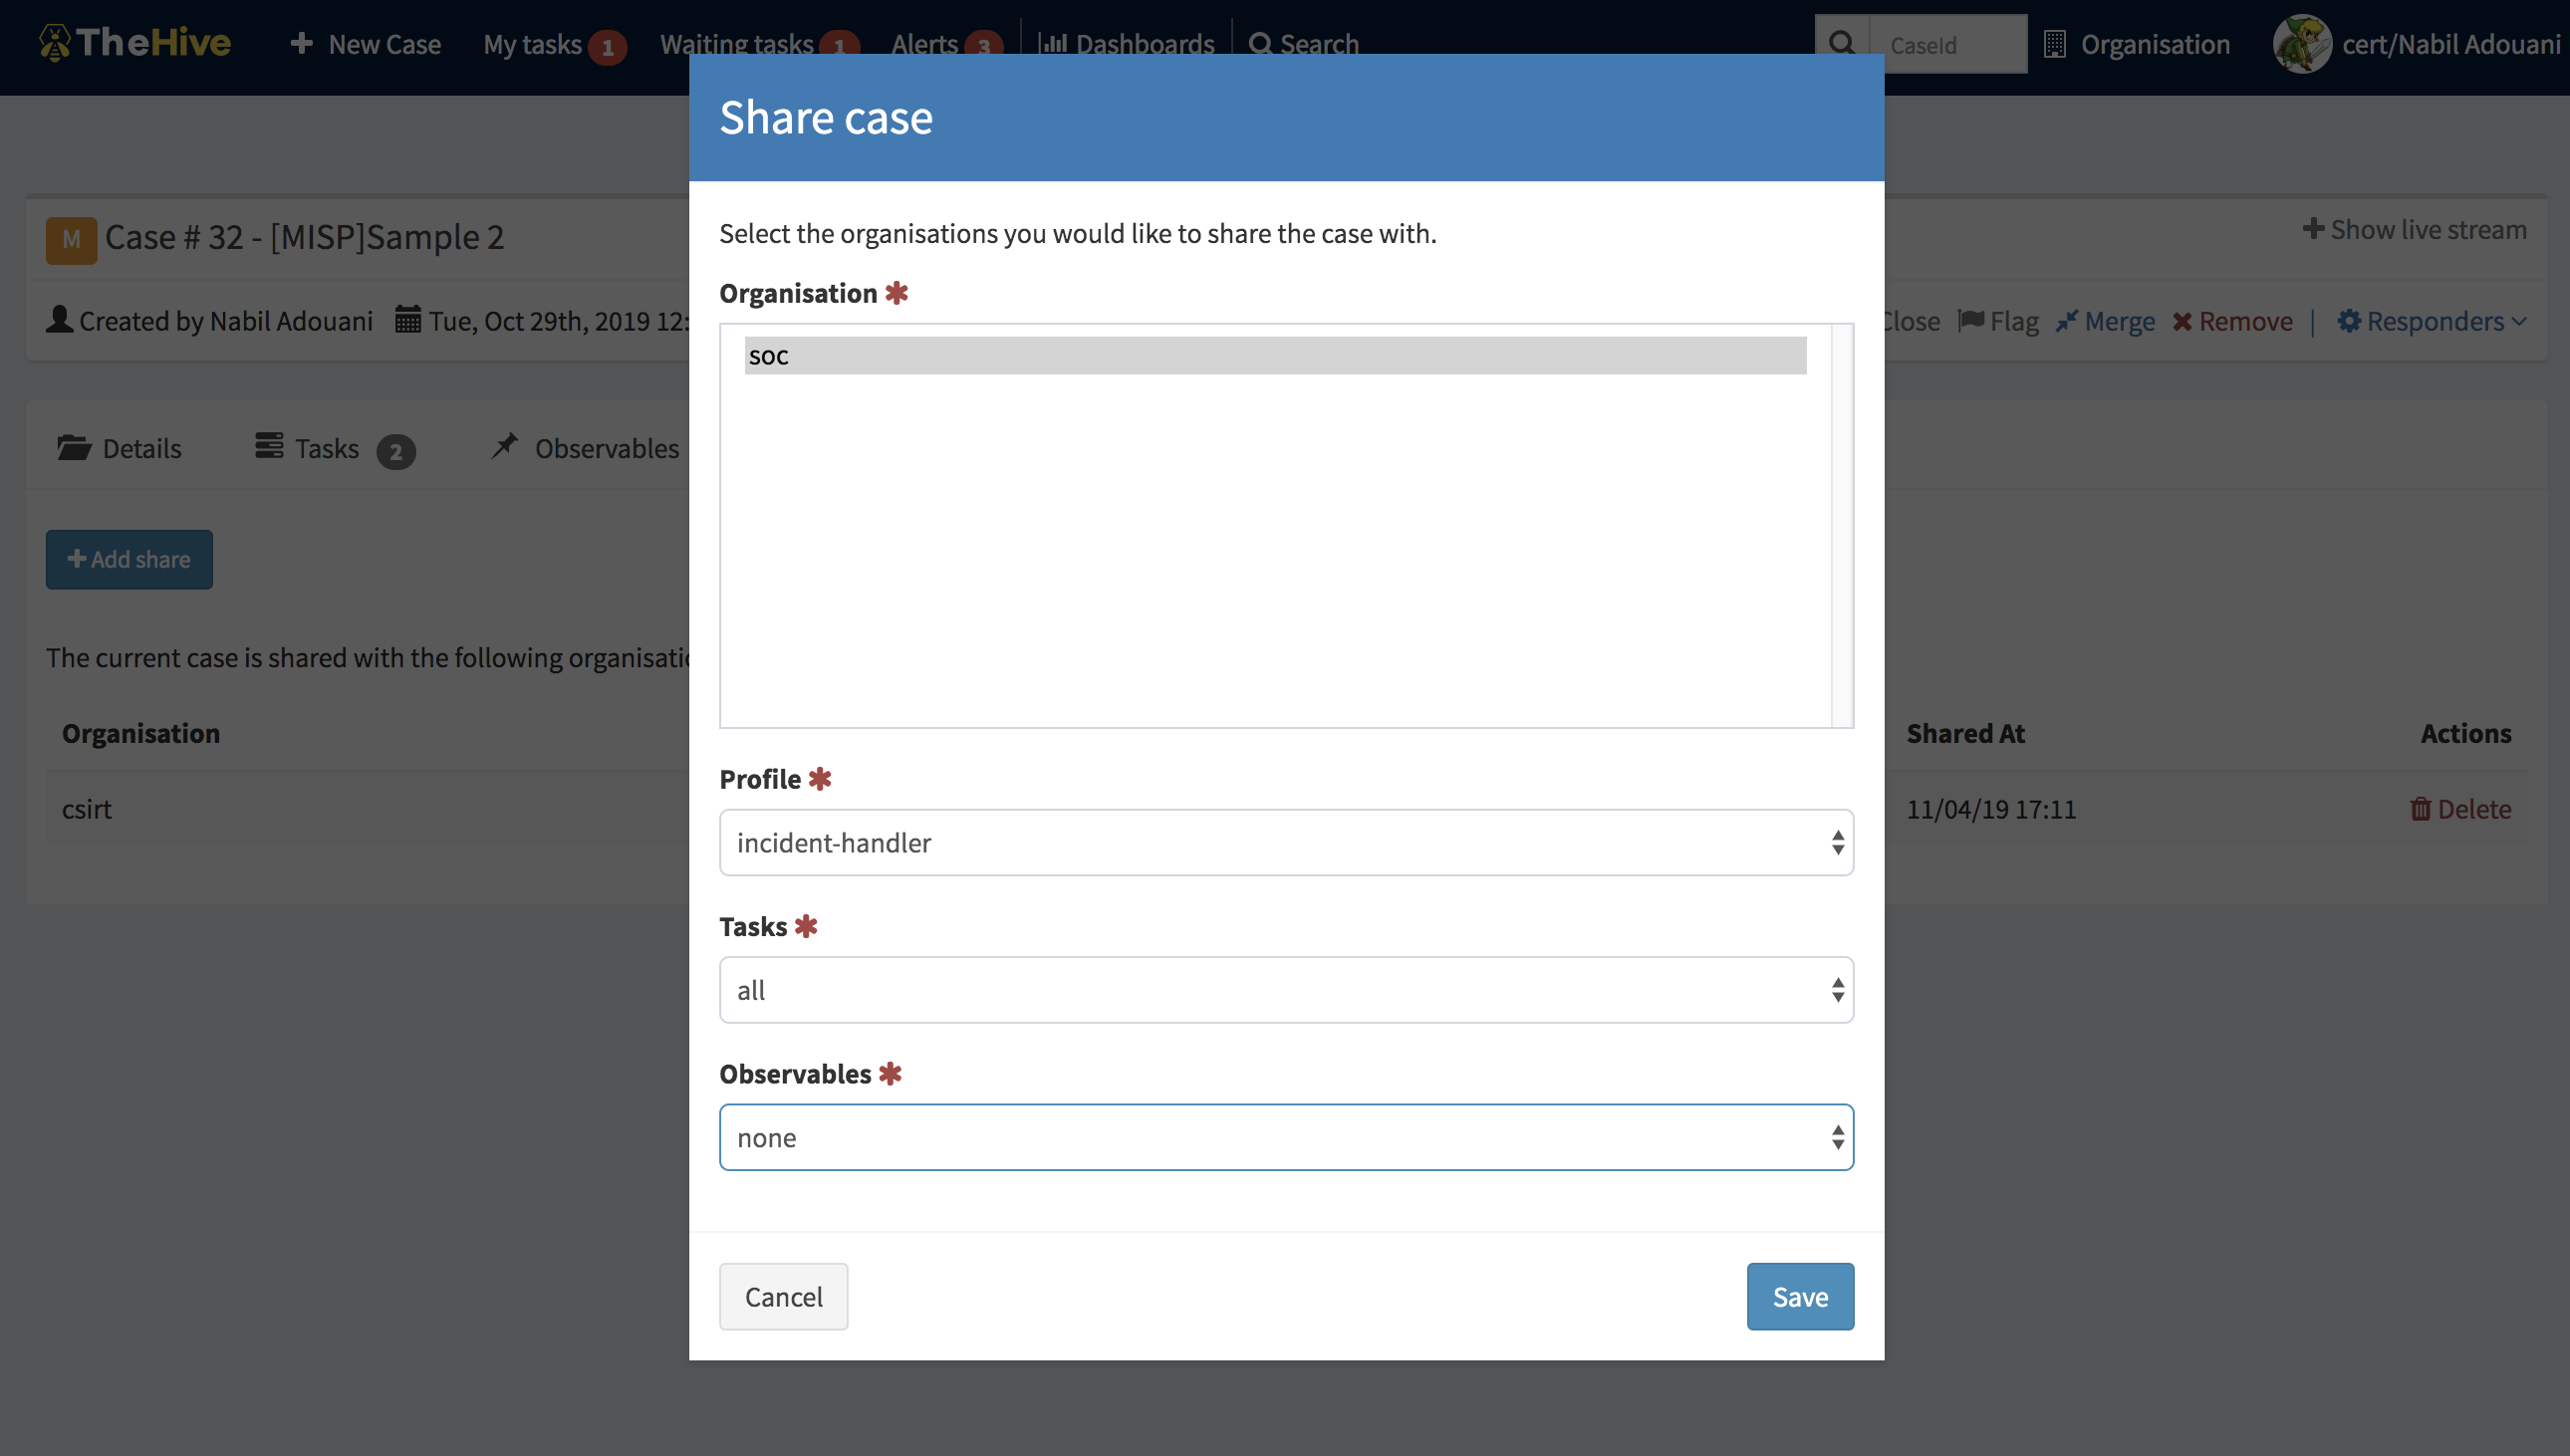 TheHive + New Case My tasks 1 Waiting tasks 1 Alerts 3 Dashboards Search CaseId Organisation cert/Nabil Adouani
Share case
M Case # 32 - [MISP]Sample 2
+ Show live stream
Select the organisations you would like to share the case with.
Organisation *
Created by Nabil Adouani Tue, Oct 29th, 2019 12:
Close Flag Merge Remove | Responders
soc
Details Tasks 2 Observables
+ Add share
The current case is shared with the following
Organisation Shared At Actions
csirt 11/04/19 17:11 Delete
Profile *
incident-handler
Tasks *
all
Observables *
none
Cancel Save